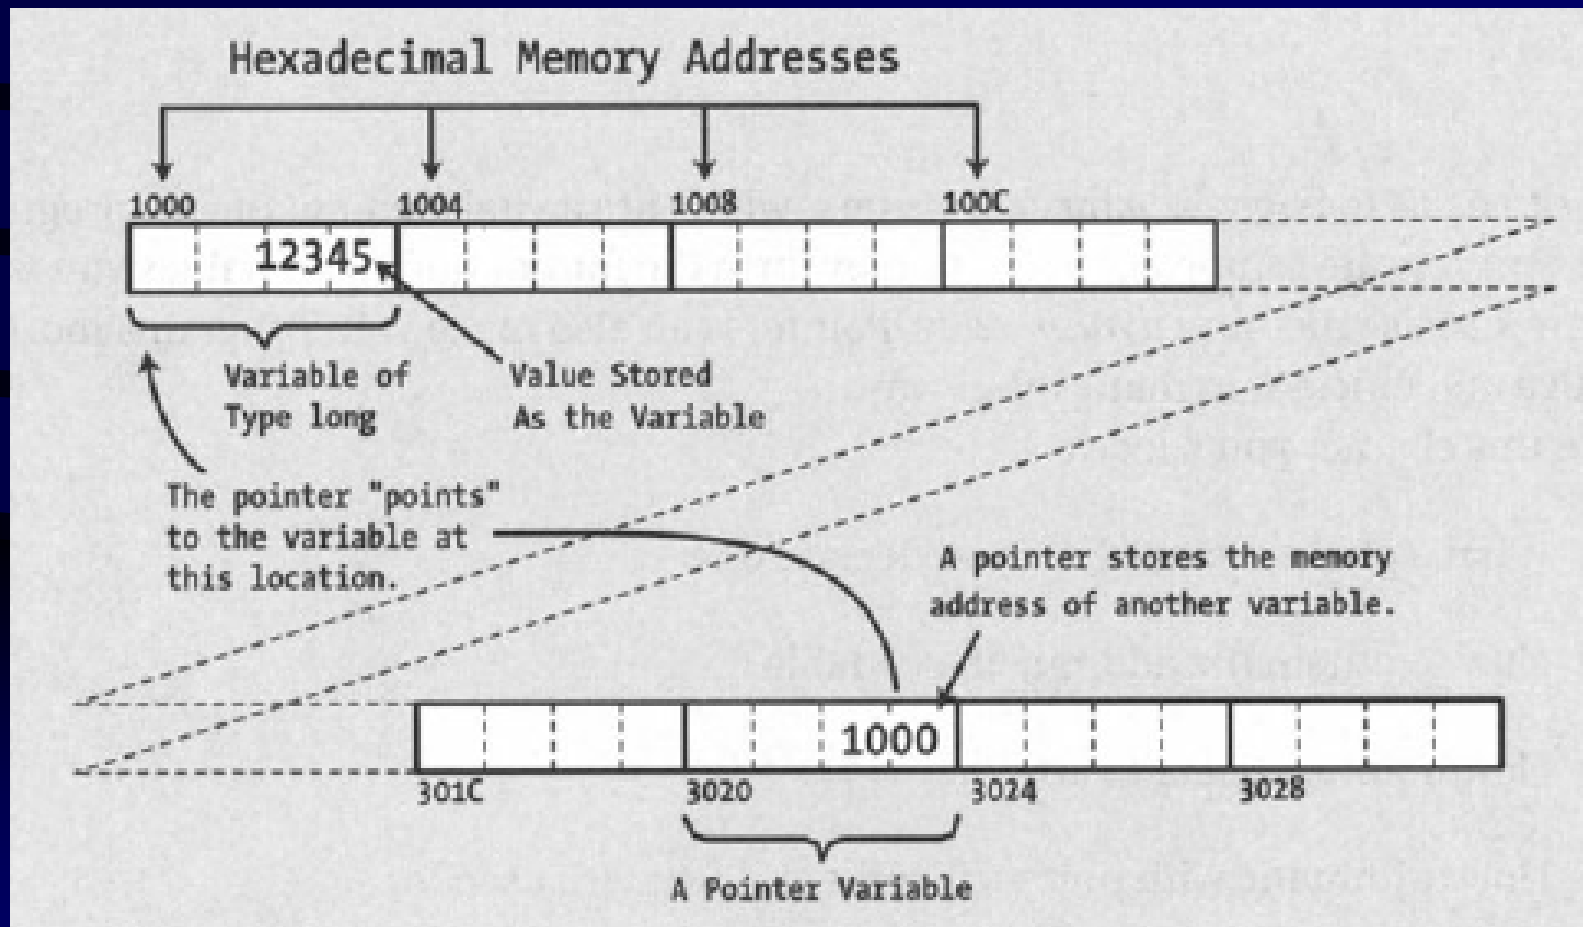 Hexadecimal Memory Addresses
1000
1004
1008
100C
12345
Variable of
Type long
Value Stored
As the Variable
The pointer "points"
to the variable at
this location.
A pointer stores the memory
address of another variable.
1000
301C
3020
3024
3028
A Pointer Variable